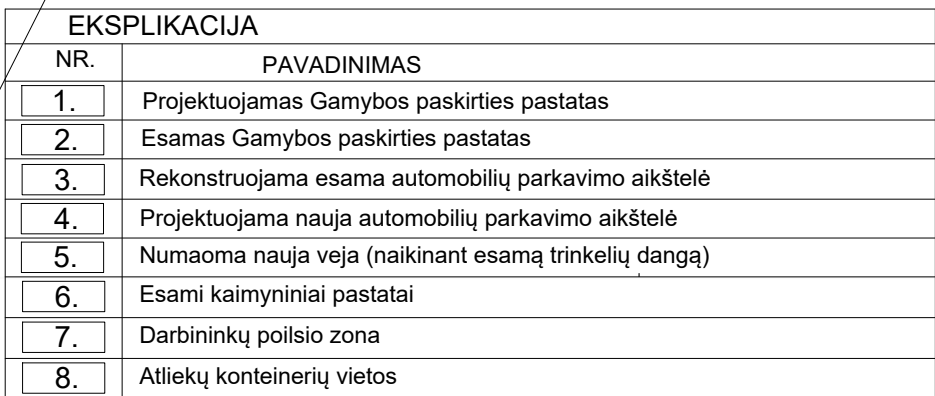 EKSPLIKACIJA
NR. PAVADINIMAS
1. Projektuojamas Gamybos paskirties pastatas
2. Esamas Gamybos paskirties pastatas
3. Rekonstruojama esama automobilių parkavimo aikštelė
4. Projektuojama nauja automobilių parkavimo aikštelė
5. Numaoma nauja veja (naikinant esamą trinkelių dangą)
6. Esami kaimyniniai pastatai
7. Darbininkų poilsio zona
8. Atliekų konteinerių vietos